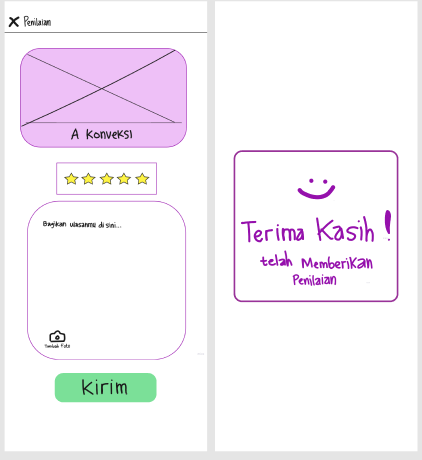 Penilaian
A Konveksi
Bagikan ulasanmu di sini...
Tambah Foto
Kirim
Terima Kasih!
telah Memberikan
Penilaian